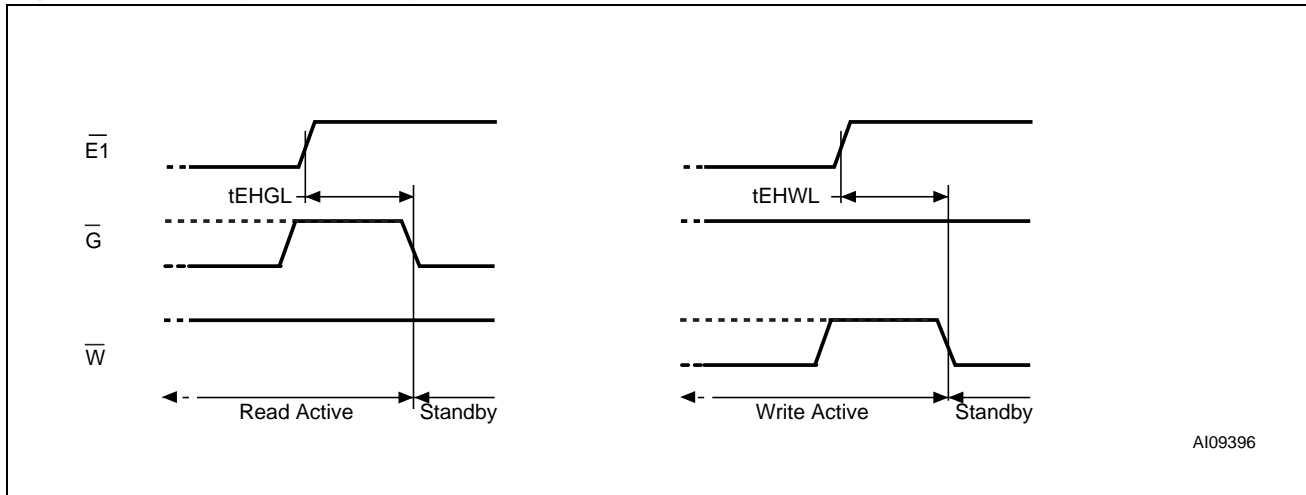 E1
tEHGL
tEHWL
G
W
Read Active
Standby
Write Active
Standby
AI09396